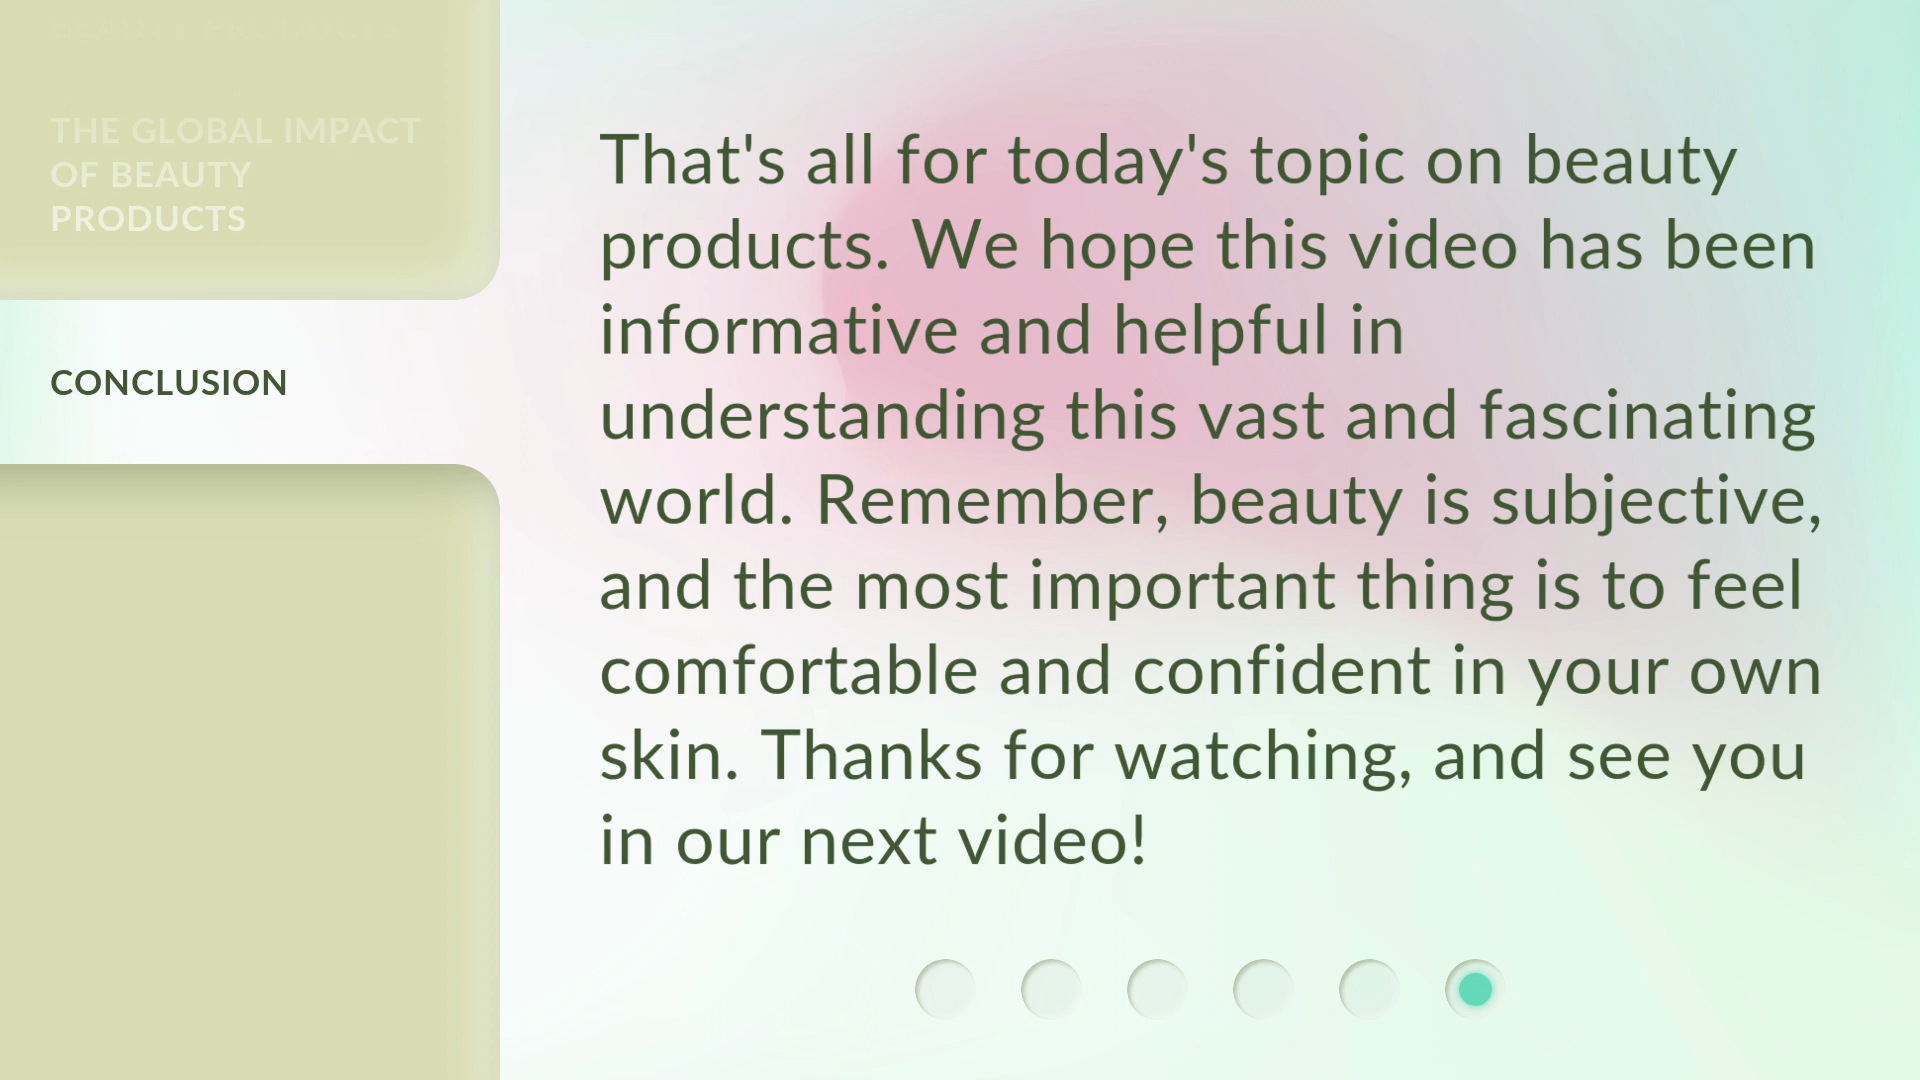 BEAUTY PRODUCTS
THE GLOBAL IMPACT
OF BEAUTY
PRODUCTS
CONCLUSION
That's all for today's topic on beauty
products. We hope this video has been
informative and helpful in
understanding this vast and fascinating
world. Remember, beauty is subjective,
and the most important thing is to feel
comfortable and confident in your own
skin. Thanks for watching, and see you
in our next video!